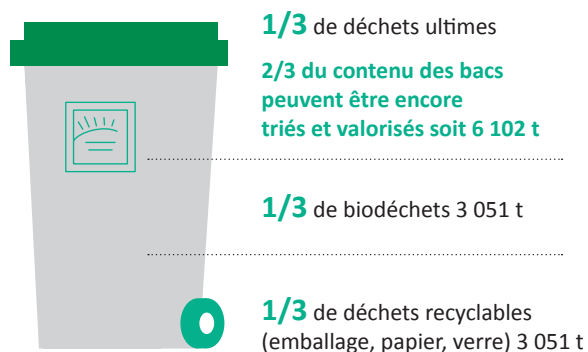 1/3 de déchets ultimes
2/3 du contenu des bacs
peuvent être encore
triés et valorisés soit 6 102 t
1/3 de biodéchets 3 051 t
1/3 de déchets recyclables
(emballage, papier, verre) 3 051 t